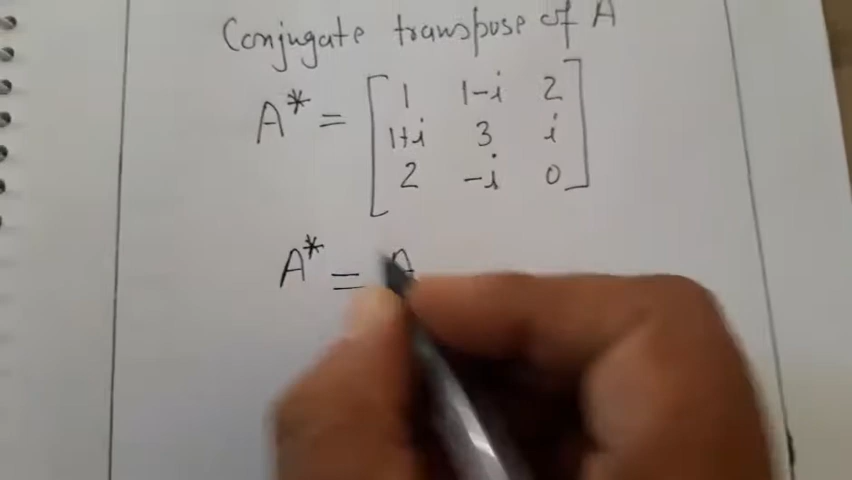 Conjugate transpose of A
A* = [ 1 1-i 2
1+i 3 i
2 -i 0 ]
A* = A